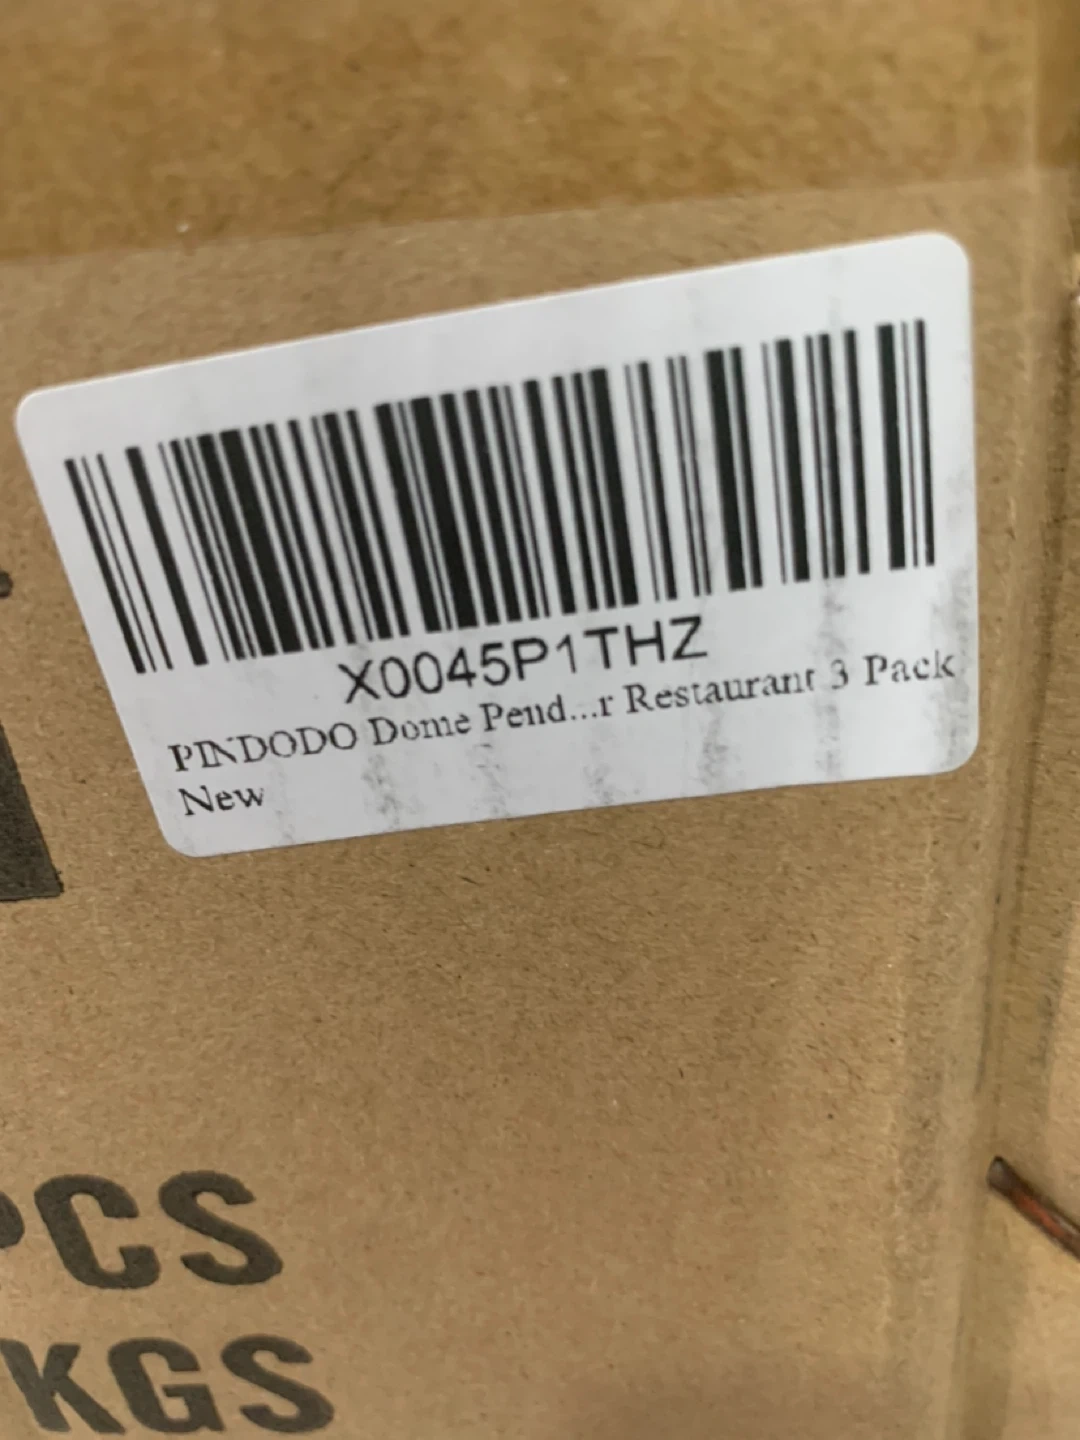 X0045P1THZ
PINDODO Dome Pend...r Restaurant 3 Pack
New
PCS
KGS